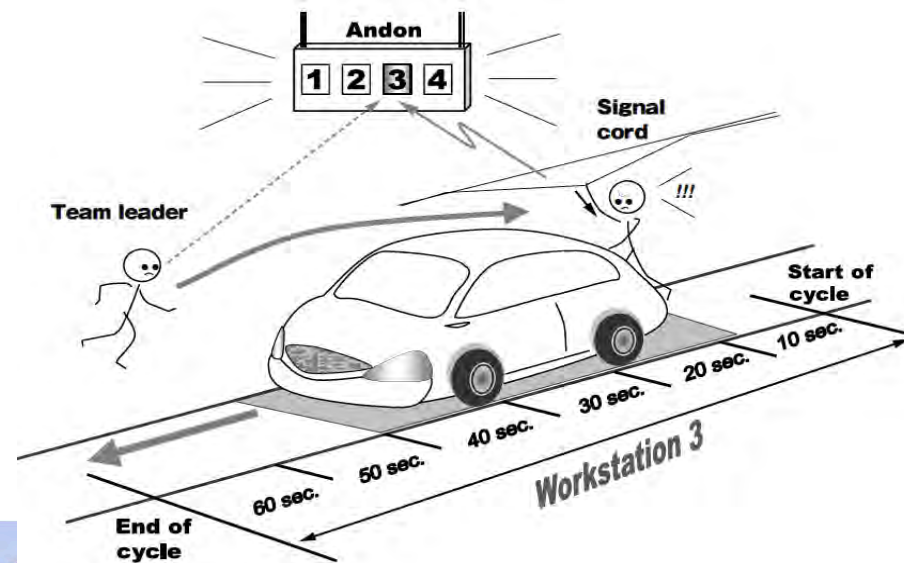 Andon
1 2 3 4
Signal
cord
!!!
Team leader
Start of
cycle
10 sec.
20 sec.
30 sec.
40 sec.
50 sec.
60 sec.
Workstation 3
End of
cycle